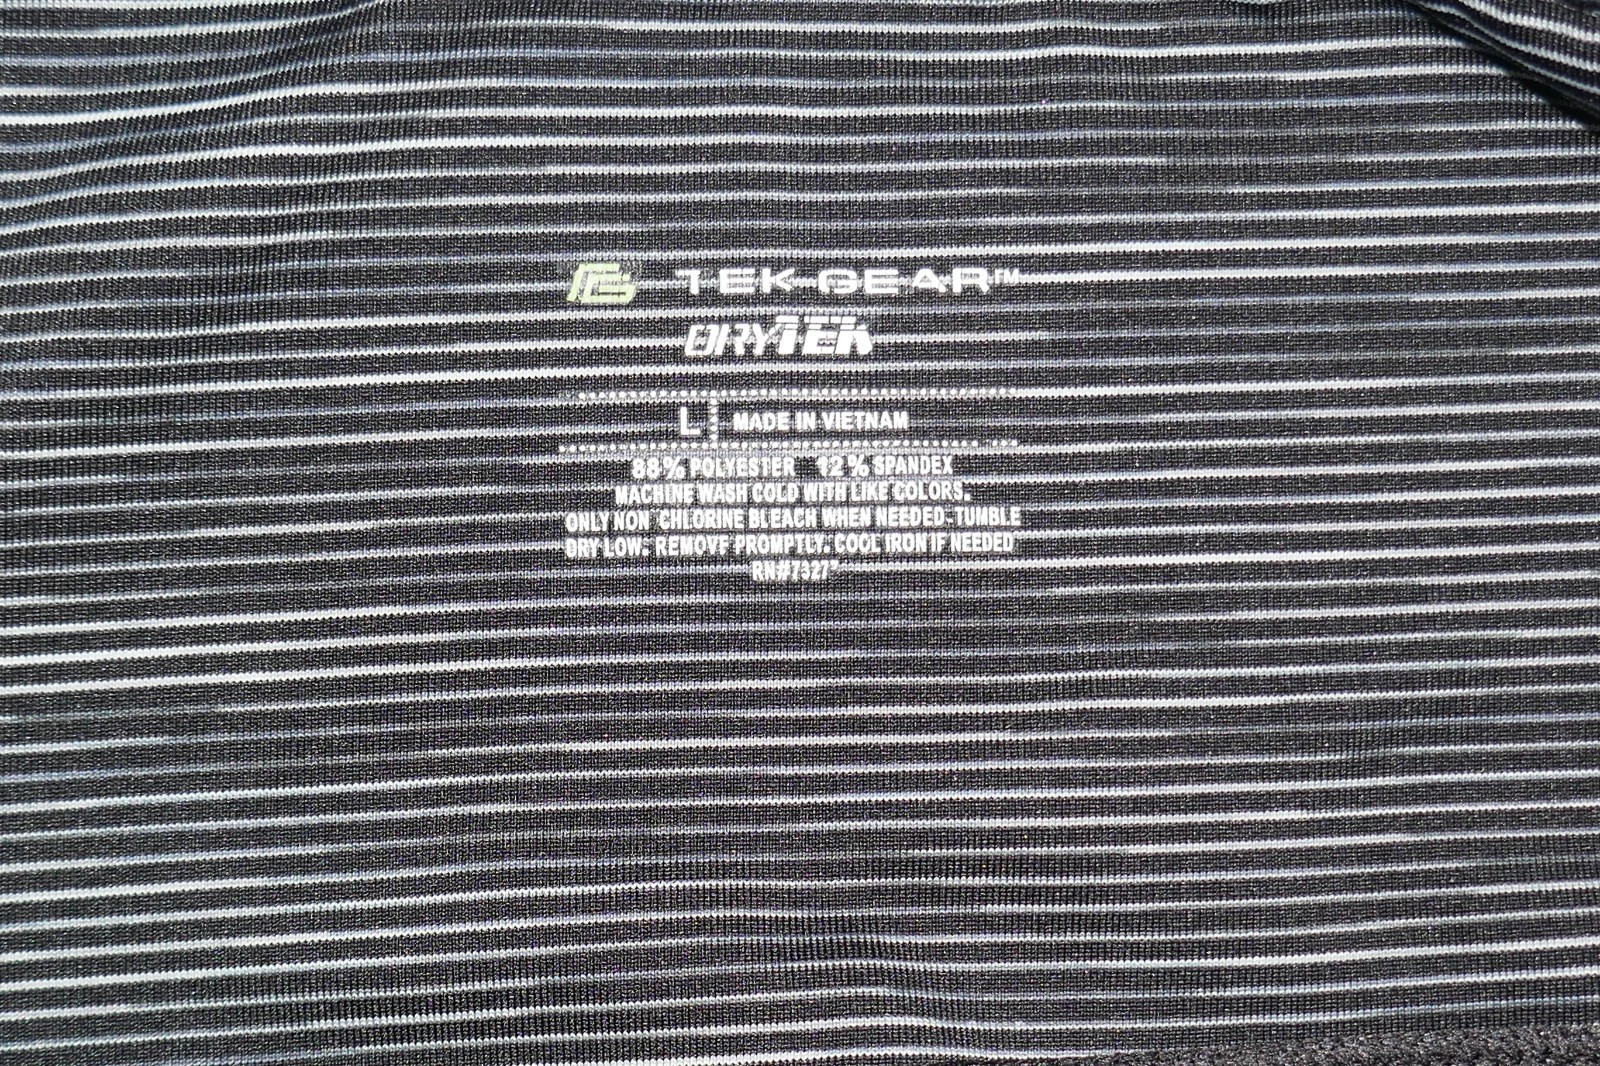 TEK GEAR™
DRYTEK
L MADE IN VIETNAM
88% POLYESTER 12% SPANDEX
MACHINE WASH COLD WITH LIKE COLORS.
ONLY NON CHLORINE BLEACH WHEN NEEDED. TUMBLE
DRY LOW. REMOVE PROMPTLY. COOL IRON IF NEEDED